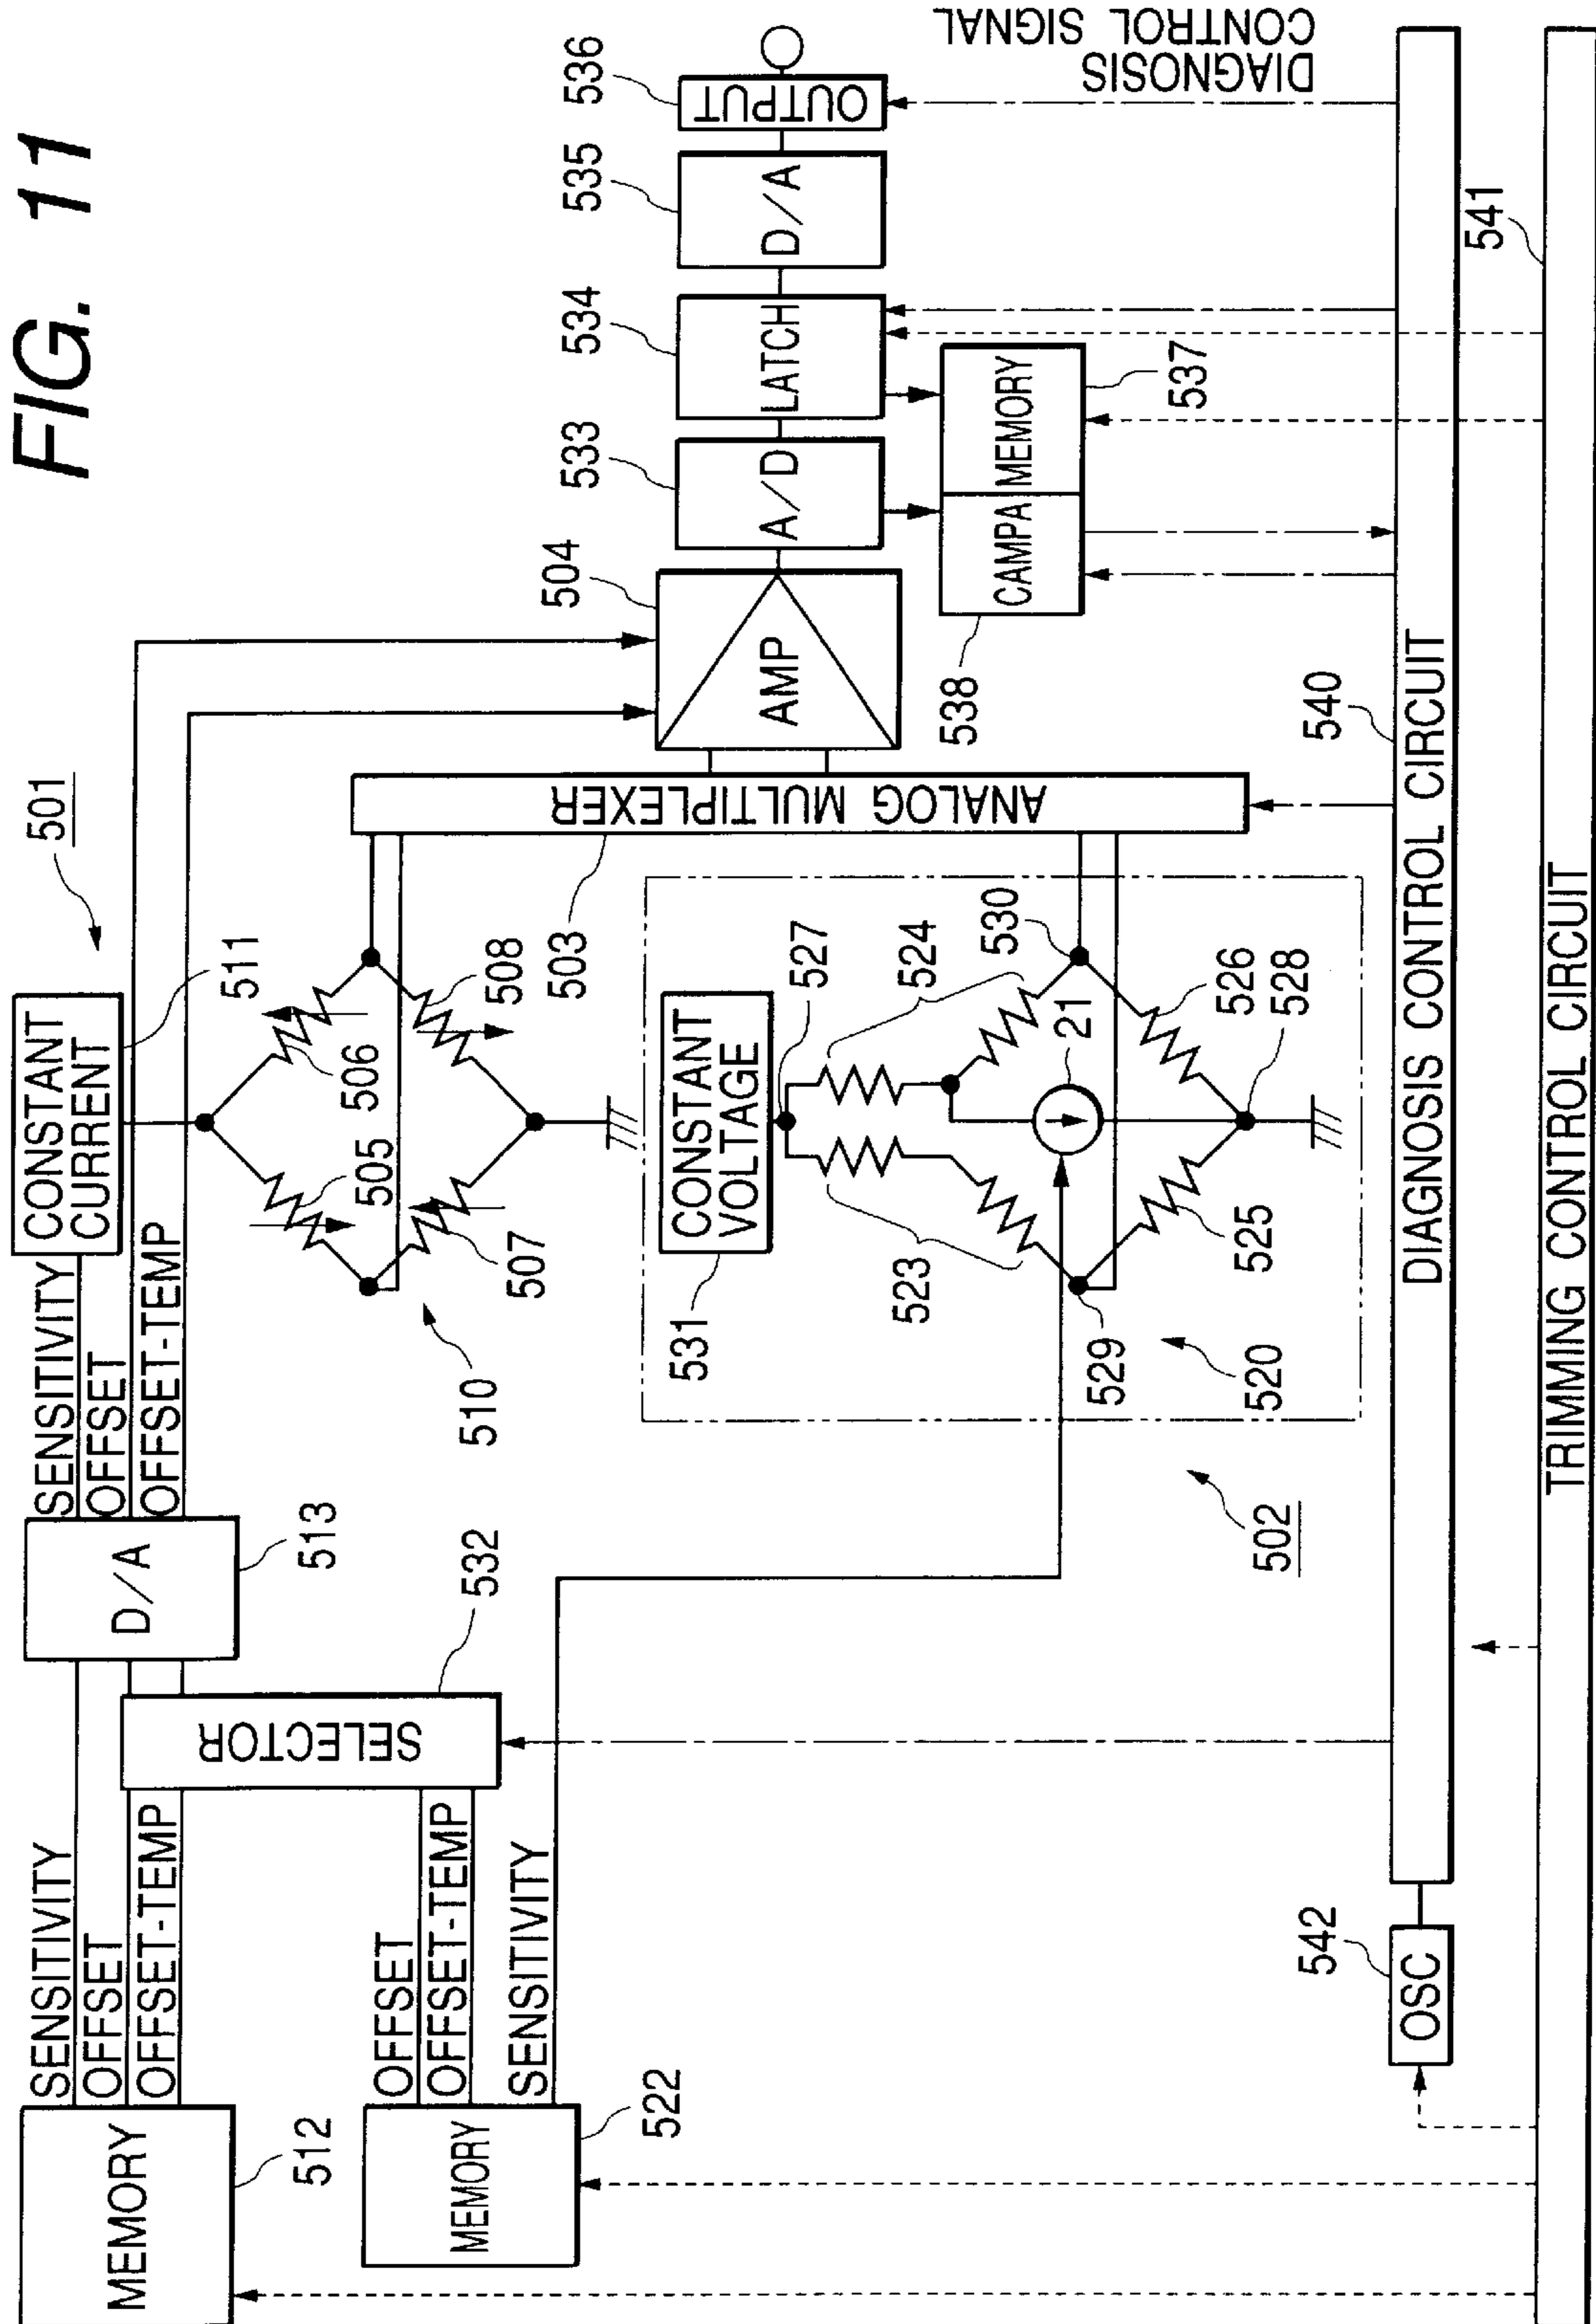 FIG. 11
501
SENSITIVITY
OFFSET
OFFSET-TEMP
CONSTANT
CURRENT
511
MEMORY
512
SENSITIVITY
OFFSET
OFFSET-TEMP
D/A
513
SELECTOR
532
505
506
507
508
510
503
ANALOG MULTIPLEXER
504
AMP
533
A/D
534
LATCH
535
D/A
536
OUTPUT
MEMORY
522
OFFSET
OFFSET-TEMP
SENSITIVITY
CONSTANT
VOLTAGE
531
527
523
524
21
530
529
525
526
528
520
502
538
CAMPA
MEMORY
537
DIAGNOSIS
CONTROL SIGNAL
OSC
542
540
DIAGNOSIS CONTROL CIRCUIT
541
TRIMMING CONTROL CIRCUIT